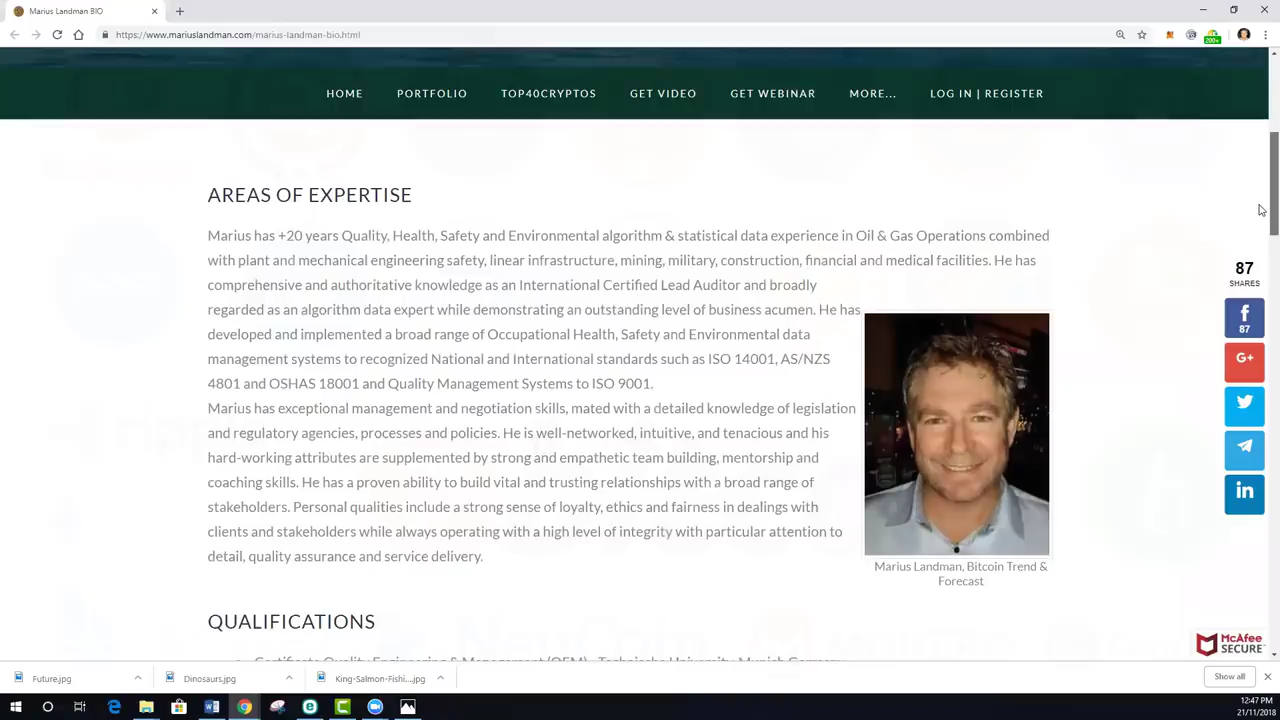 Marius Landman BIO
https://www.mariuslandman.com/marius-landman-bio.html
HOME PORTFOLIO TOP40CRYPTOS GET VIDEO GET WEBINAR MORE... LOG IN | REGISTER
AREAS OF EXPERTISE
Marius has +20 years Quality, Health, Safety and Environmental algorithm & statistical data experience in Oil & Gas Operations combined
with plant and mechanical engineering safety, linear infrastructure, mining, military, construction, financial and medical facilities. He has
comprehensive and authoritative knowledge as an International Certified Lead Auditor and broadly
regarded as an algorithm data expert while demonstrating an outstanding level of business acumen. He has
developed and implemented a broad range of Occupational Health, Safety and Environmental data
management systems to recognized National and International standards such as ISO 14001, AS/NZS
4801 and OSHAS 18001 and Quality Management Systems to ISO 9001.
Marius has exceptional management and negotiation skills, mated with a detailed knowledge of legislation
and regulatory agencies, processes and policies. He is well-networked, intuitive, and tenacious and his
hard-working attributes are supplemented by strong and empathetic team building, mentorship and
coaching skills. He has a proven ability to build vital and trusting relationships with a broad range of
stakeholders. Personal qualities include a strong sense of loyalty, ethics and fairness in dealings with
clients and stakeholders while always operating with a high level of integrity with particular attention to
detail, quality assurance and service delivery.
Marius Landman, Bitcoin Trend &
Forecast
87
SHARES
87
G+
in
QUALIFICATIONS
Certificate Quality Engineering & Management (QEM) - Technische University, Munich Germany
McAfee
SECURE
Future.jpg
Dinosaurs.jpg
King-Salmon-Fishi....jpg
Show all
200+
12:47 PM
21/11/2018